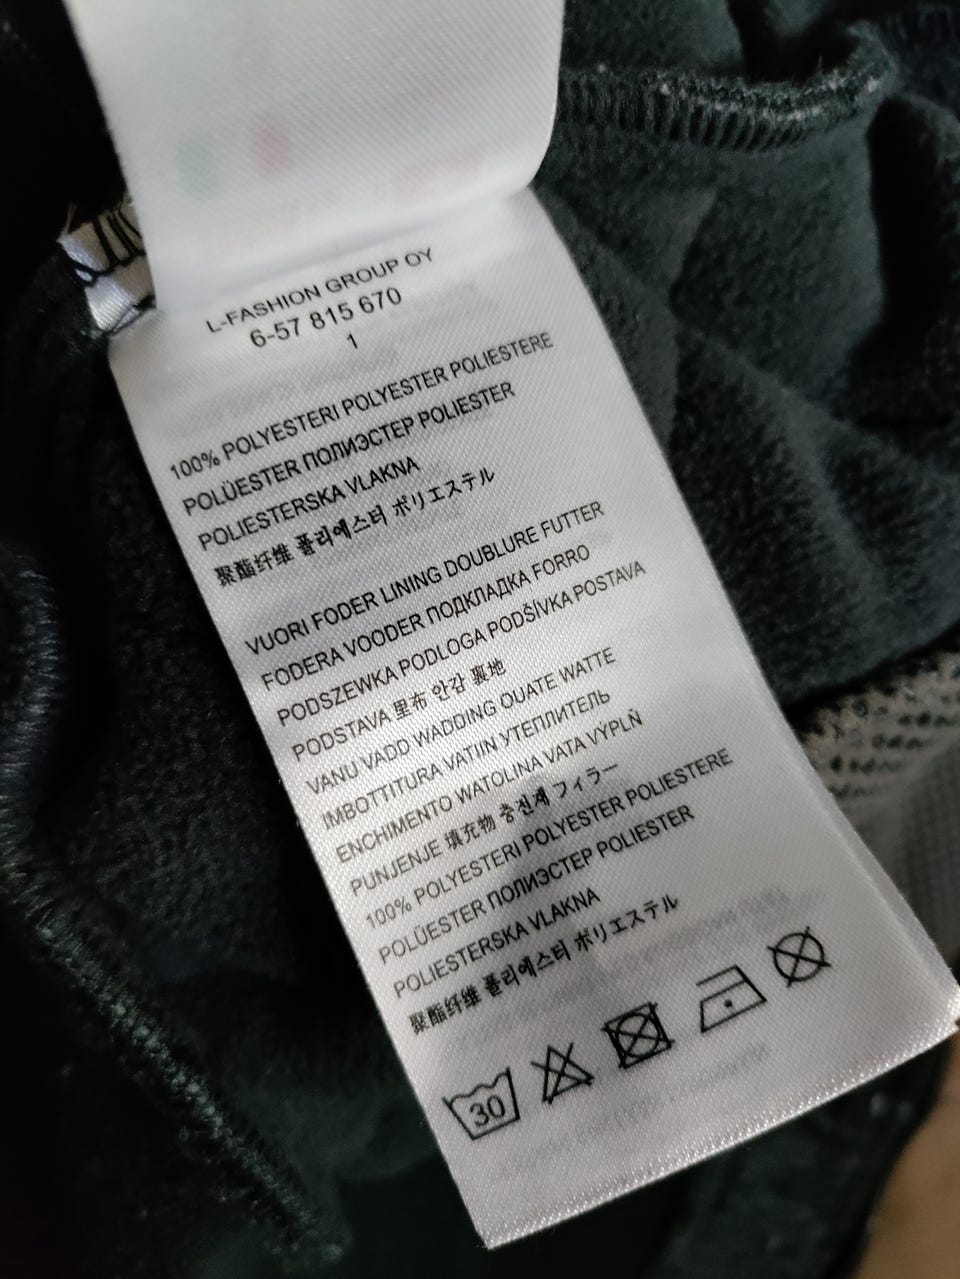 L-FASHION GROUP OY
6-57 815 670
1
100% POLYESTERI POLYESTER POLIESTERE
POLÜESTER ПОЛИЭСТЕР POLIESTER
POLIESTERSKA VLAKNA
聚酯纤维 폴리에스터 ポリエステル
VUORI FODER LINING DOUBLURE FUTTER
FODERA VOODER ПОДКЛАДКА FORRO
PODSZEWKA PODLOGA PODŠÍVKA POSTAVA
PODSTAVA 里布 안감 裏地
VANU VADD WADDING OUATE WATTE
IMBOTTITURA VATIIN УТЕПЛИТЕЛЬ
ENCHIMENTO WATOLINA VATA VÝPLŇ
PUNJENJE 填充物 충전재 フィラー
100% POLYESTERI POLYESTER POLIESTERE
POLÜESTER ПОЛИЭСТЕР POLIESTER
POLIESTERSKA VLAKNA
聚酯纤维 폴리에스터 ポリエステル
30